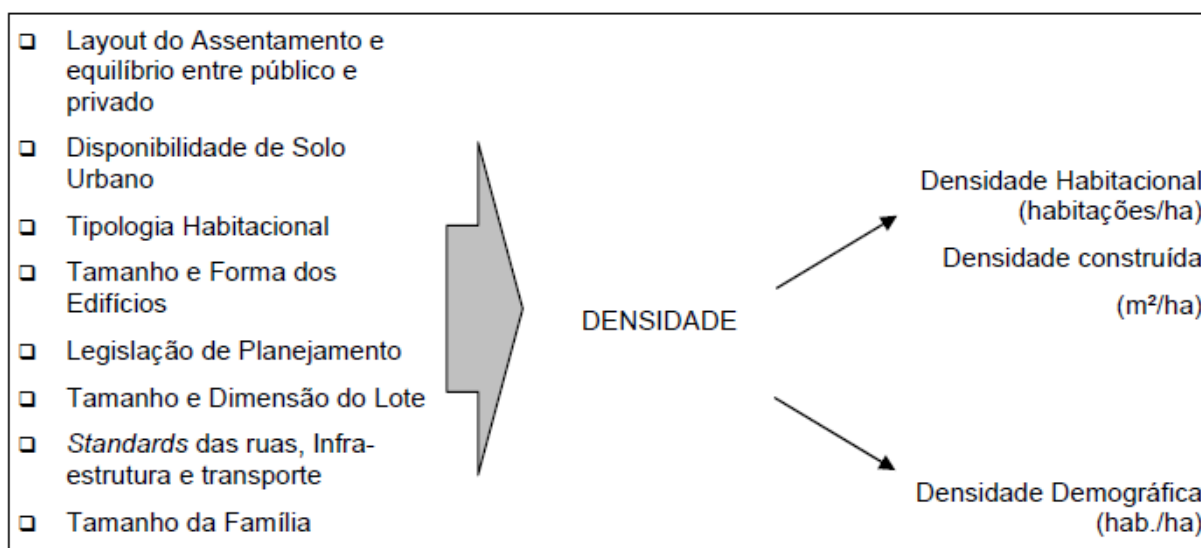 ❑ Layout do Assentamento e
equilíbrio entre público e
privado
❑ Disponibilidade de Solo
Urbano
❑ Tipologia Habitacional
❑ Tamanho e Forma dos
Edifícios
❑ Legislação de Planejamento
❑ Tamanho e Dimensão do Lote
❑ Standards das ruas, Infra-
estrutura e transporte
❑ Tamanho da Família
DENSIDADE
Densidade Habitacional
(habitações/ha)
Densidade construída
(m²/ha)
Densidade Demográfica
(hab./ha)